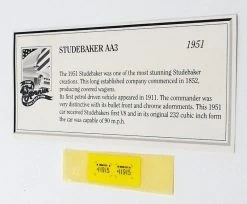 STUDEBAKER AA3
1951
The 1951 Studebaker was one of the most stunning Studebaker
creations. This long established company commenced in 1852,
producing covered wagons.
Its first petrol driven vehicle appeared in 1911. The commander was
very distinctive with its bullet front and chrome adornments. This 1951
car received Studebakers first V8 and in its original 232 cubic inch form
the car was capable of 90 m.p.h.